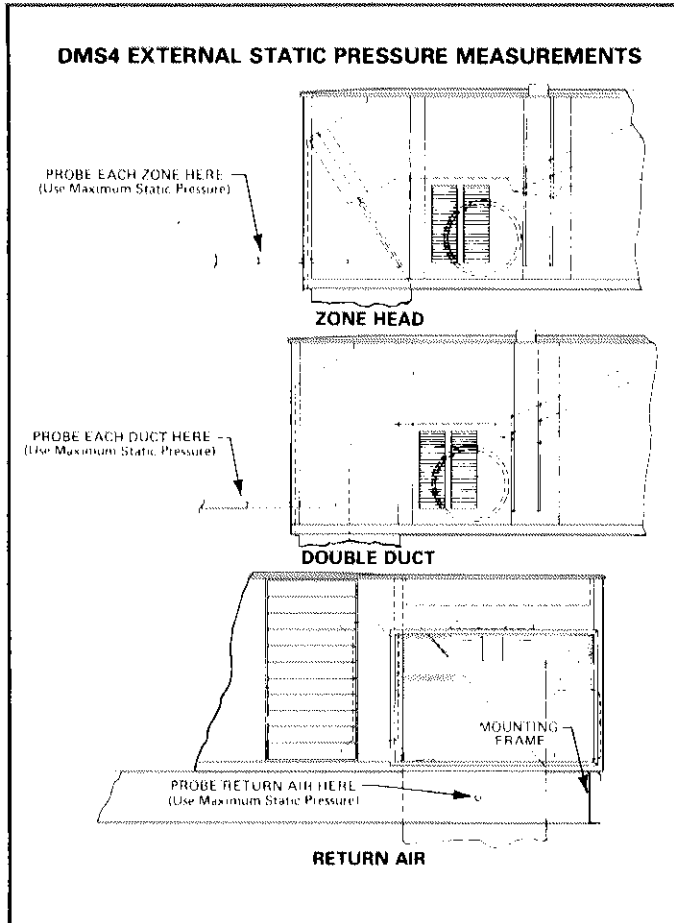 DMS4 EXTERNAL STATIC PRESSURE MEASUREMENTS
PROBE EACH ZONE HERE
(Use Maximum Static Pressure)
ZONE HEAD
PROBE EACH DUCT HERE
(Use Maximum Static Pressure)
DOUBLE DUCT
MOUNTING
FRAME
PROBE RETURN AIR HERE
(Use Maximum Static Pressure)
RETURN AIR